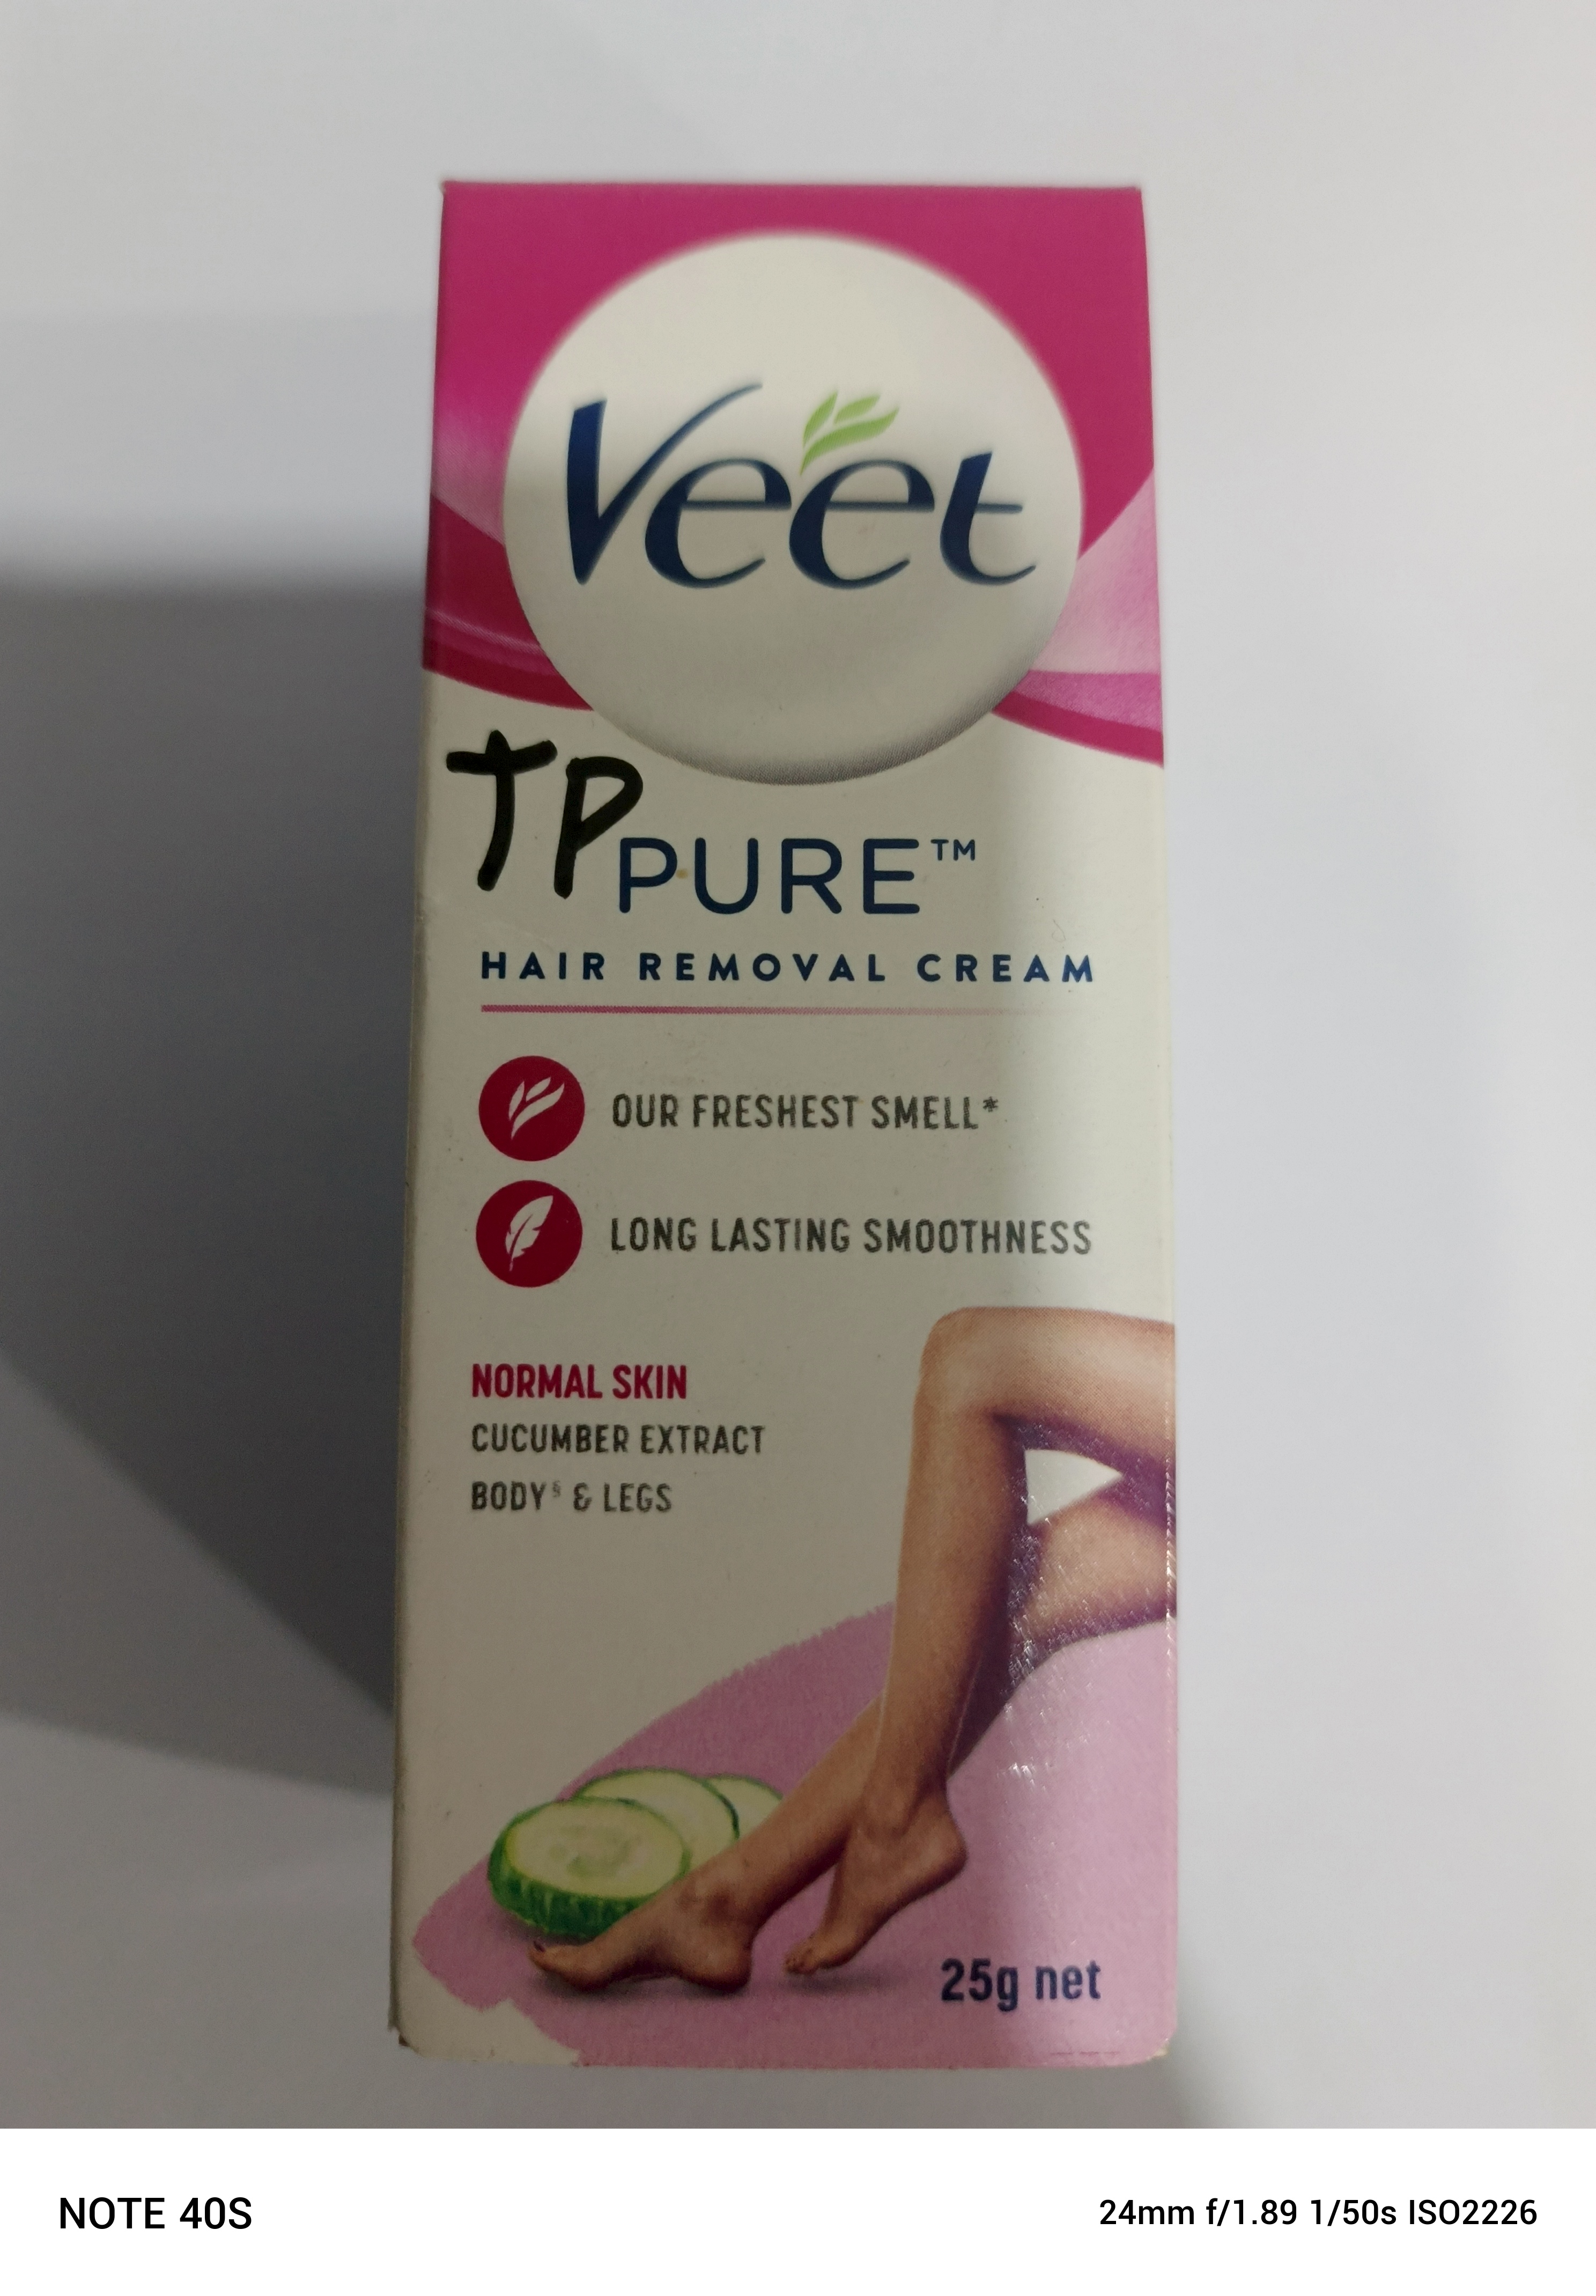 Veet
TP
PURE™
HAIR REMOVAL CREAM
OUR FRESHEST SMELL*
LONG LASTING SMOOTHNESS
NORMAL SKIN
CUCUMBER EXTRACT
BODY§ & LEGS
25g net
NOTE 40S
24mm f/1.89 1/50s ISO2226